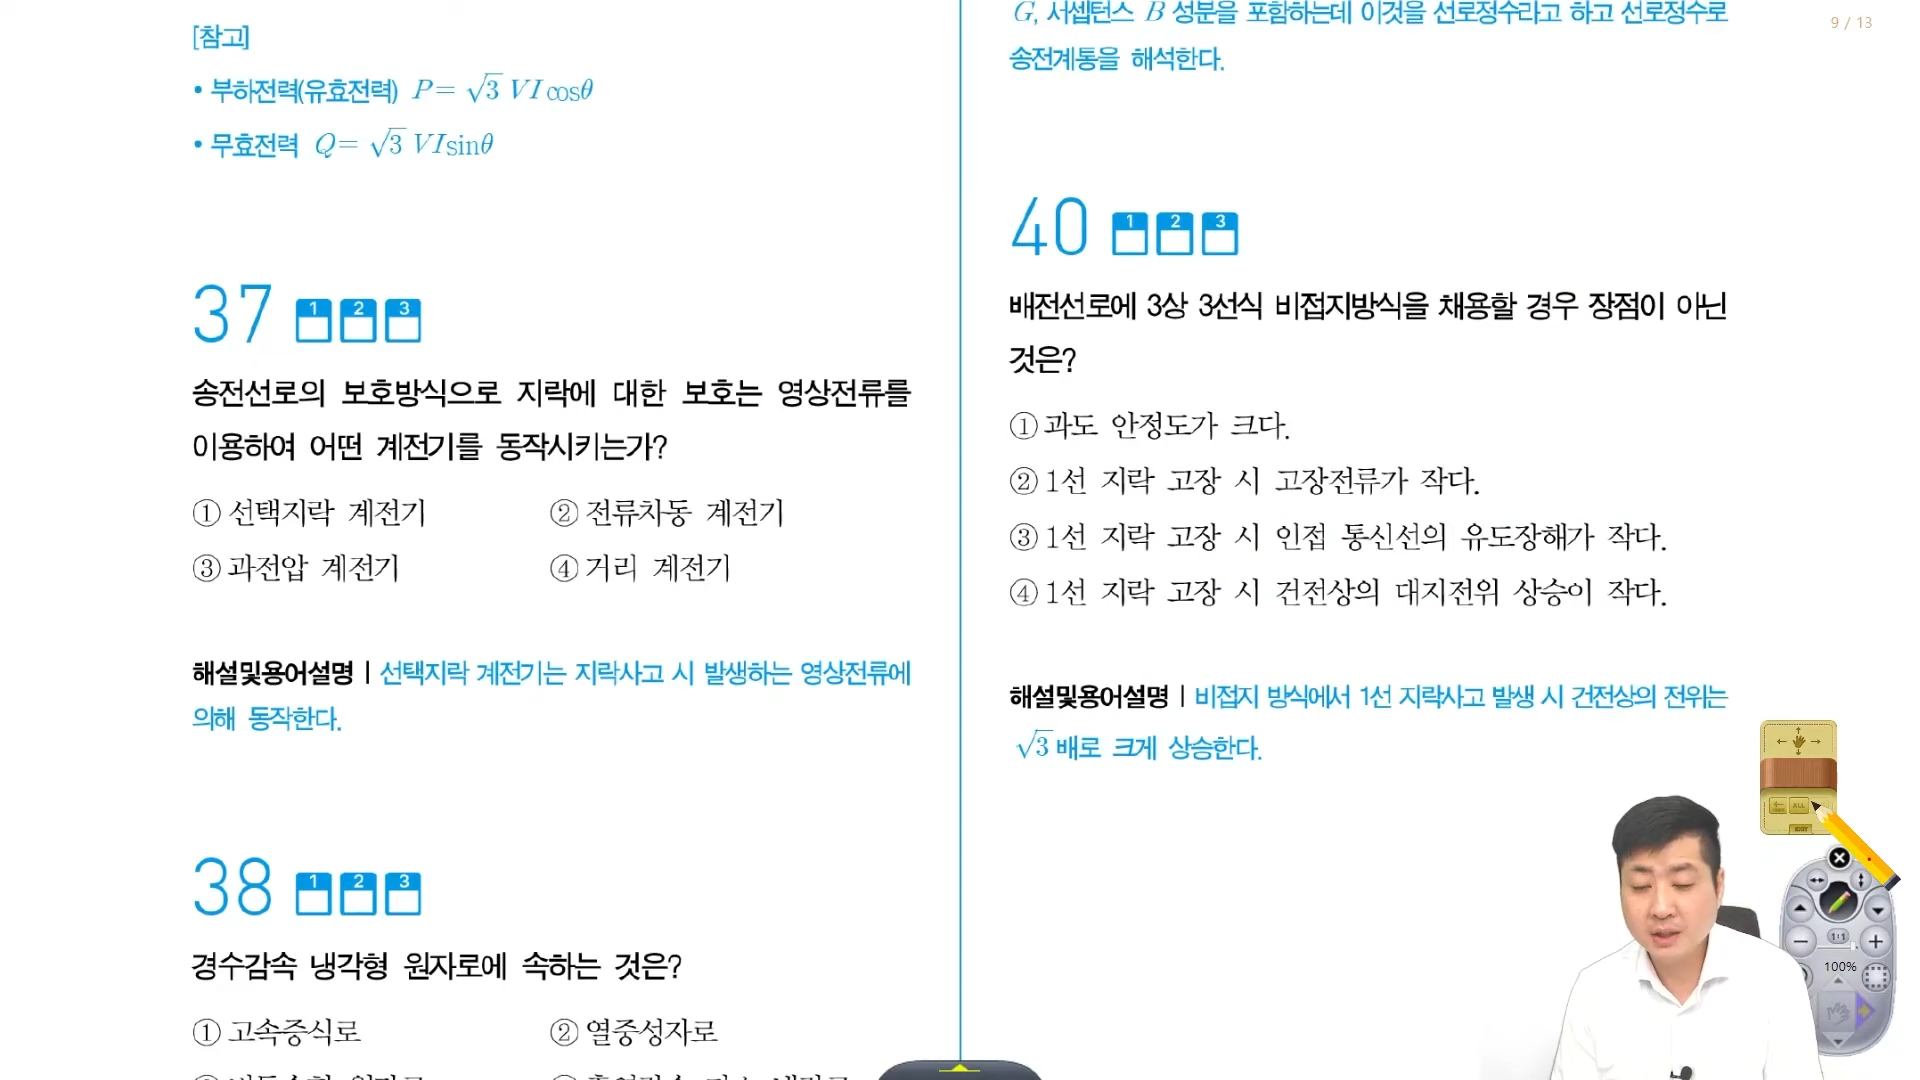 [참고]
• 부하전력(유효전력) P= √3 VI cosθ
• 무효전력 Q= √3 VI sinθ
37 1 2 3
송전선로의 보호방식으로 지락에 대한 보호는 영상전류를
이용하여 어떤 계전기를 동작시키는가?
① 선택지락 계전기 ② 전류차동 계전기
③ 과전압 계전기 ④ 거리 계전기
해설및용어설명 | 선택지락 계전기는 지락사고 시 발생하는 영상전류에
의해 동작한다.
38 1 2 3
경수감속 냉각형 원자로에 속하는 것은?
① 고속증식로 ② 열중성자로
G, 서셉턴스 B 성분을 포함하는데 이것을 선로정수라고 하고 선로정수로
송전계통을 해석한다.
40 1 2 3
배전선로에 3상 3선식 비접지방식을 채용할 경우 장점이 아닌
것은?
① 과도 안정도가 크다.
② 1선 지락 고장 시 고장전류가 작다.
③ 1선 지락 고장 시 인접 통신선의 유도장해가 작다.
④ 1선 지락 고장 시 건전상의 대지전위 상승이 작다.
해설및용어설명 | 비접지 방식에서 1선 지락사고 발생 시 건전상의 전위는
√3 배로 크게 상승한다.
9 / 13
ALL
EXIT
1:1
100%